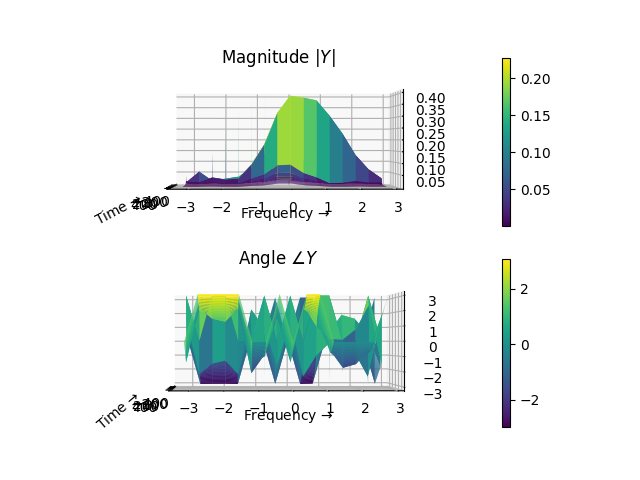 Magnitude |Y|
0.40
0.35
0.30
0.25
0.20
0.15
0.10
0.05
Time →
−3 −2 −1 0 1 2 3
Frequency →
0.20
0.15
0.10
0.05
Angle ∠Y
3
2
1
0
−1
−2
−3
Time →
−3 −2 −1 0 1 2 3
Frequency →
2
0
−2